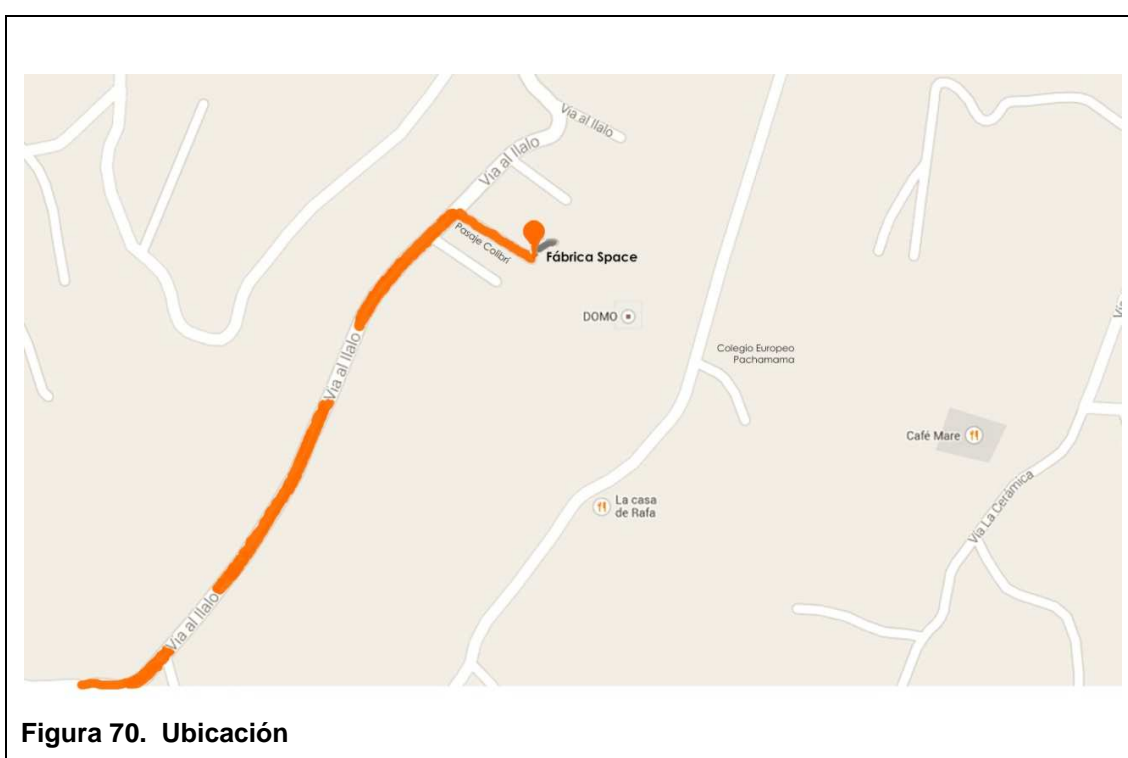 Via al Ilalo
Via al Ilalo
Pasaje Colibrí
Fábrica Space
DOMO
Via al Ilalo
Colegio Europeo
Pachamama
Café Mare
La casa
de Rafa
Via La Cerámica
Via al Ilalo
Figura 70. Ubicación